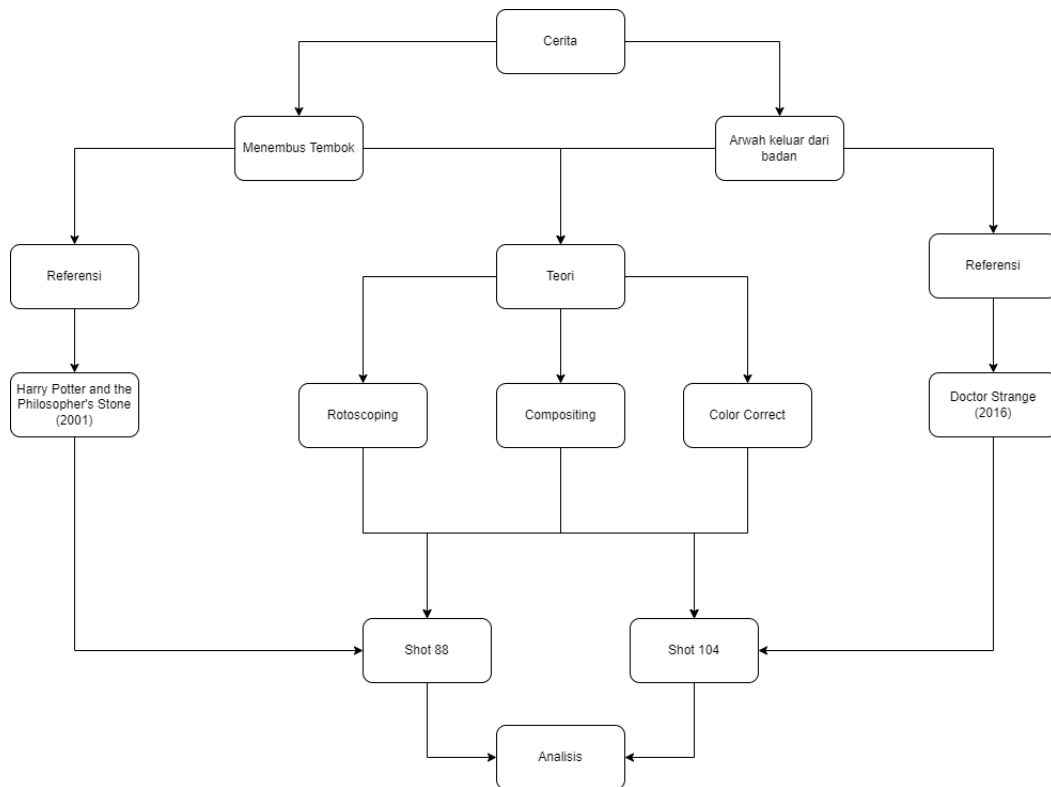 Cerita
Menembus Tembok
Arwah keluar dari
badan
Referensi
Teori
Referensi
Harry Potter and the
Philosopher's Stone
(2001)
Rotoscoping
Compositing
Color Correct
Doctor Strange
(2016)
Shot 88
Shot 104
Analisis